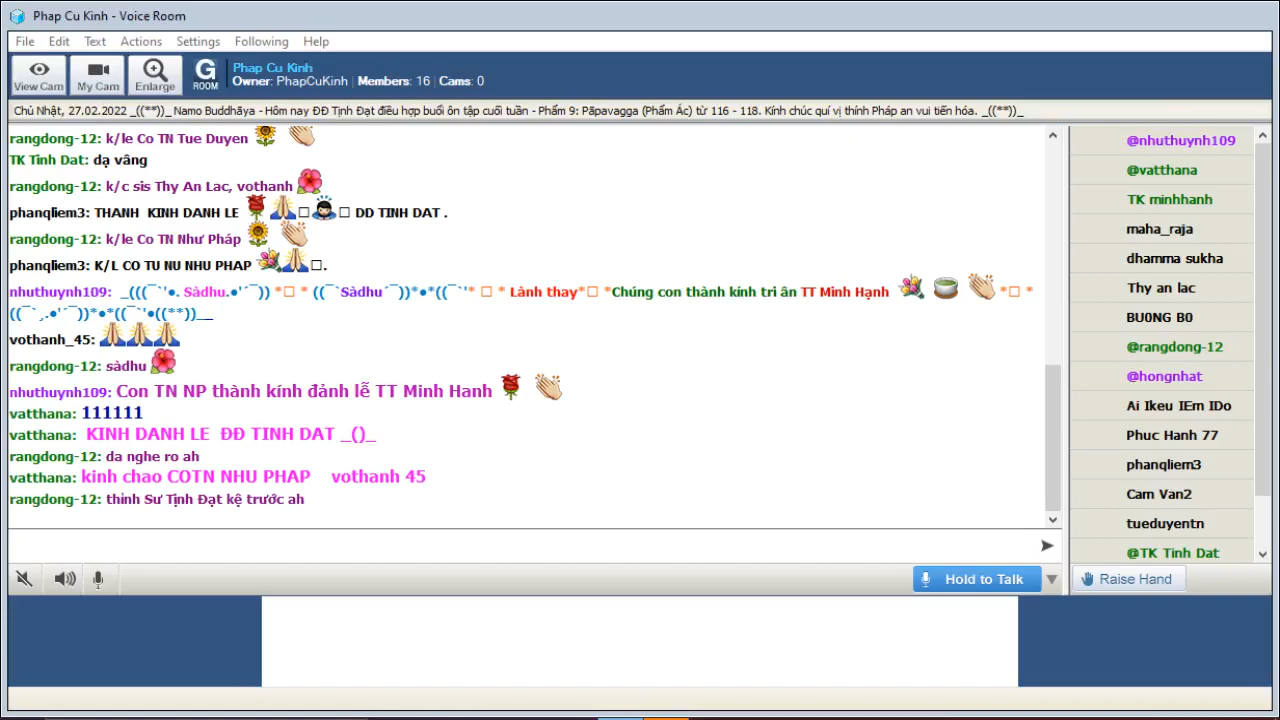 Phap Cu Kinh - Voice Room
File Edit Text Actions Settings Following Help
View Cam My Cam Enlarge G ROOM
Phap Cu Kinh
Owner: PhapCuKinh | Members: 16 | Cams: 0
Chủ Nhật, 27.02.2022 _((**))_ Namo Buddhāya - Hôm nay ĐĐ Tịnh Đạt điều hợp buổi ôn tập cuối tuần - Phẩm 9: Pāpavagga (Phẩm Ác) từ 116 - 118. Kính chúc quí vị thính Pháp an vui tiến hóa. _((**))_
rangdong-12: k/le Co TN Tue Duyen
TK Tinh Dat: dạ vâng
rangdong-12: k/c sis Thy An Lac, vothanh
phanqliem3: THANH KINH DANH LE DD TINH DAT .
rangdong-12: k/le Co TN Như Pháp
phanqliem3: K/L CO TU NU NHU PHAP .
nhuthuynh109: _(((¯`'•. Sàdhu.•'´¯)) *□ * ((¯`Sàdhu´¯))*•*((¯`'* □ * Lành thay*□ *Chúng con thành kính tri ân TT Minh Hạnh *□ *
((¯`¸.•'´¯))*•*((¯`'•((**))__
vothanh_45:
rangdong-12: sàdhu
nhuthuynh109: Con TN NP thành kính đảnh lễ TT Minh Hanh
vatthana: 111111
vatthana: KINH DANH LE ĐĐ TINH DAT _()_
rangdong-12: da nghe ro ah
vatthana: kinh chao COTN NHU PHAP vothanh 45
rangdong-12: thỉnh Sư Tịnh Đạt kệ trước ah
Hold to Talk
@nhuthuynh109
@vatthana
TK minhhanh
maha_raja
dhamma sukha
Thy an lac
BU0NG B0
@rangdong-12
@hongnhat
Ai Ikeu IEm IDo
Phuc Hanh 77
phanqliem3
Cam Van2
tueduyentn
@TK Tinh Dat
Raise Hand